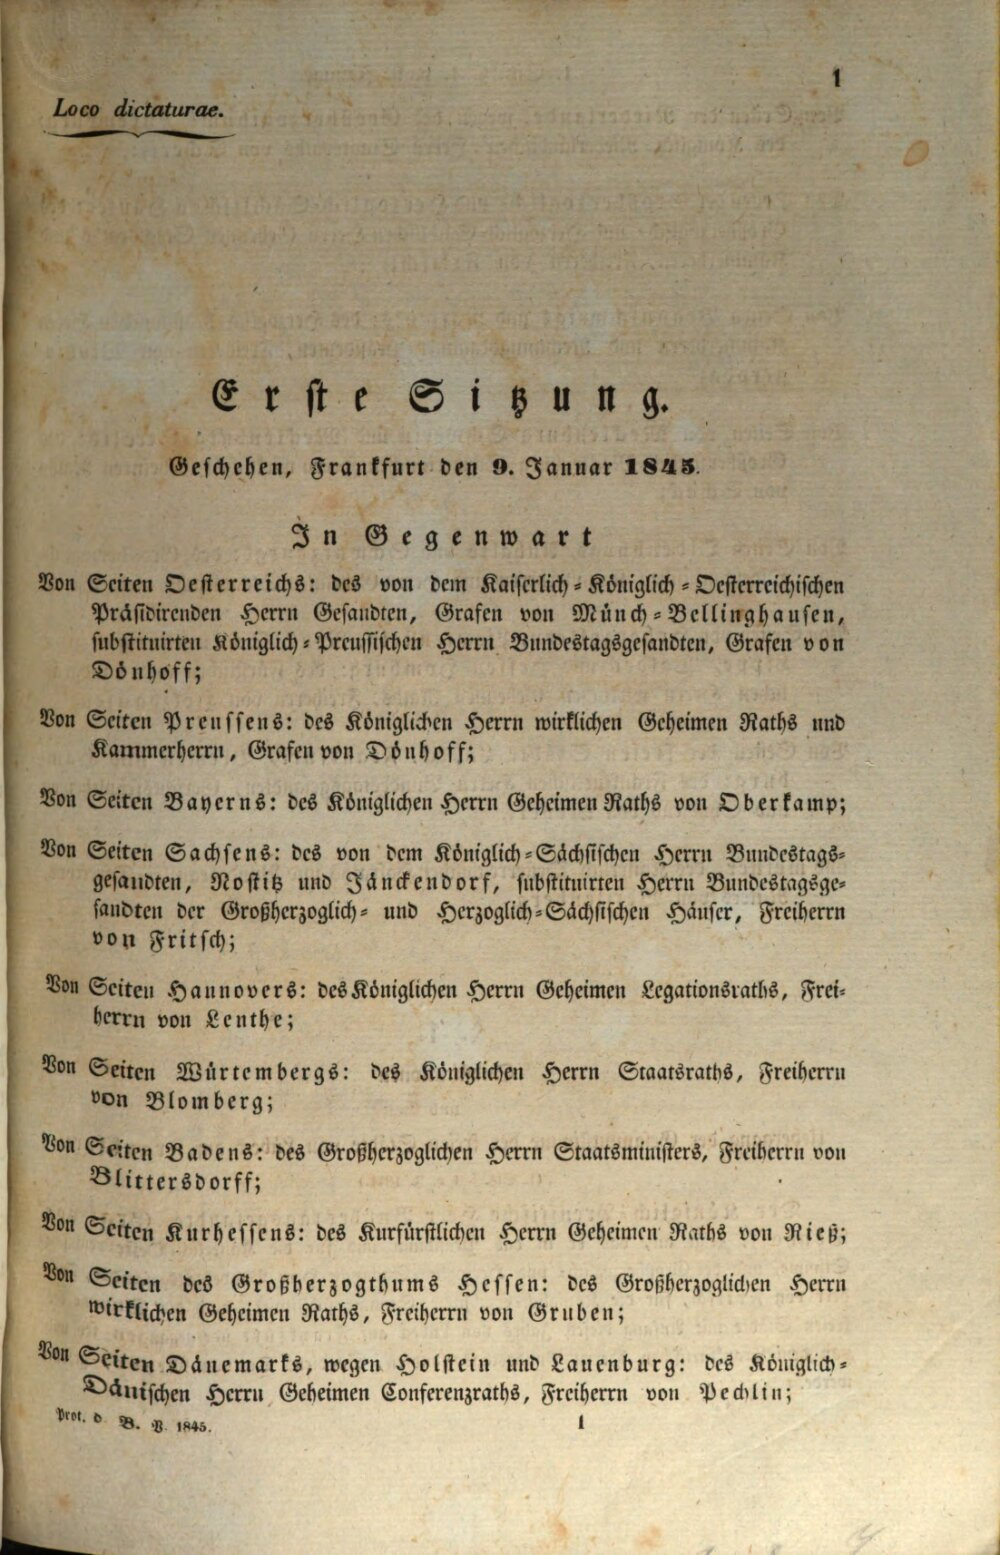 1
Loco dictaturae.
Erste Sitzung.
Geschehen, Frankfurt den 9. Januar 1845.
In Gegenwart
Von Seiten Oesterreichs: des von dem Kaiserlich-Königlich-Oesterreichischen
Präsidirenden Herrn Gesandten, Grafen von Münch-Bellinghausen,
substituirten Königlich-Preussischen Herrn Bundestagsgesandten, Grafen von
Dönhoff;
Von Seiten Preussens: des Königlichen Herrn wirklichen Geheimen Raths und
Kammerherrn, Grafen von Dönhoff;
Von Seiten Bayerns: des Königlichen Herrn Geheimen Raths von Oberkamp;
Von Seiten Sachsens: des von dem Königlich-Sächsischen Herrn Bundestags-
gesandten, Nostitz und Jänckendorf, substituirten Herrn Bundestagsge-
sandten der Großherzoglich- und Herzoglich-Sächsischen Häuser, Freiherrn
von Fritsch;
Von Seiten Hannovers: des Königlichen Herrn Geheimen Legationsraths, Frei-
herrn von Lenthe;
Von Seiten Würtembergs: des Königlichen Herrn Staatsraths, Freiherrn
von Blomberg;
Von Seiten Badens: des Großherzoglichen Herrn Staatsministers, Freiherrn von
Blittersdorff;
Von Seiten Kurhessens: des Kurfürstlichen Herrn Geheimen Raths von Rieß;
Von Seiten des Großherzogthums Hessen: des Großherzoglichen Herrn
wirklichen Geheimen Raths, Freiherrn von Gruben;
Von Seiten Dänemarks, wegen Holstein und Lauenburg: des Königlich-
Dänischen Herrn Geheimen Conferenzraths, Freiherrn von Pechlin;
Prot. d. B. V. 1845. 1